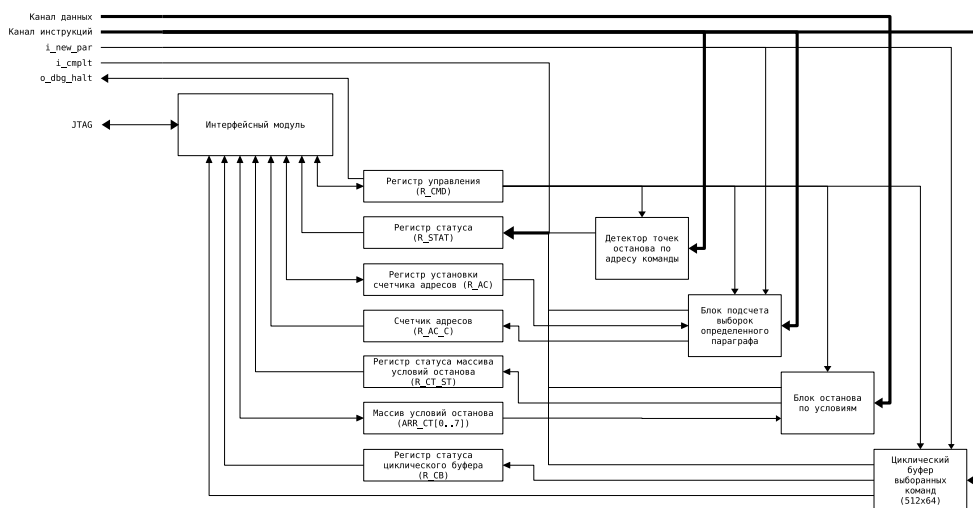 Канал данных
Канал инструкций
i_new_par
i_cmplt
o_dbg_halt
JTAG
Интерфейсный модуль
Регистр управления
(R_CMD)
Регистр статуса
(R_STAT)
Детектор точек
останова по
адресу команды
Регистр установки
счетчика адресов (R_AC)
Блок подсчета
выборок
определенного
параграфа
Счетчик адресов
(R_AC_C)
Регистр статуса массива
условий останова
(R_CT_ST)
Блок останова
по условиям
Массив условий останова
(ARR_CT[0..7])
Регистр статуса
циклического буфера
(R_CB)
Циклический
буфер
выборанных
команд
(512x64)